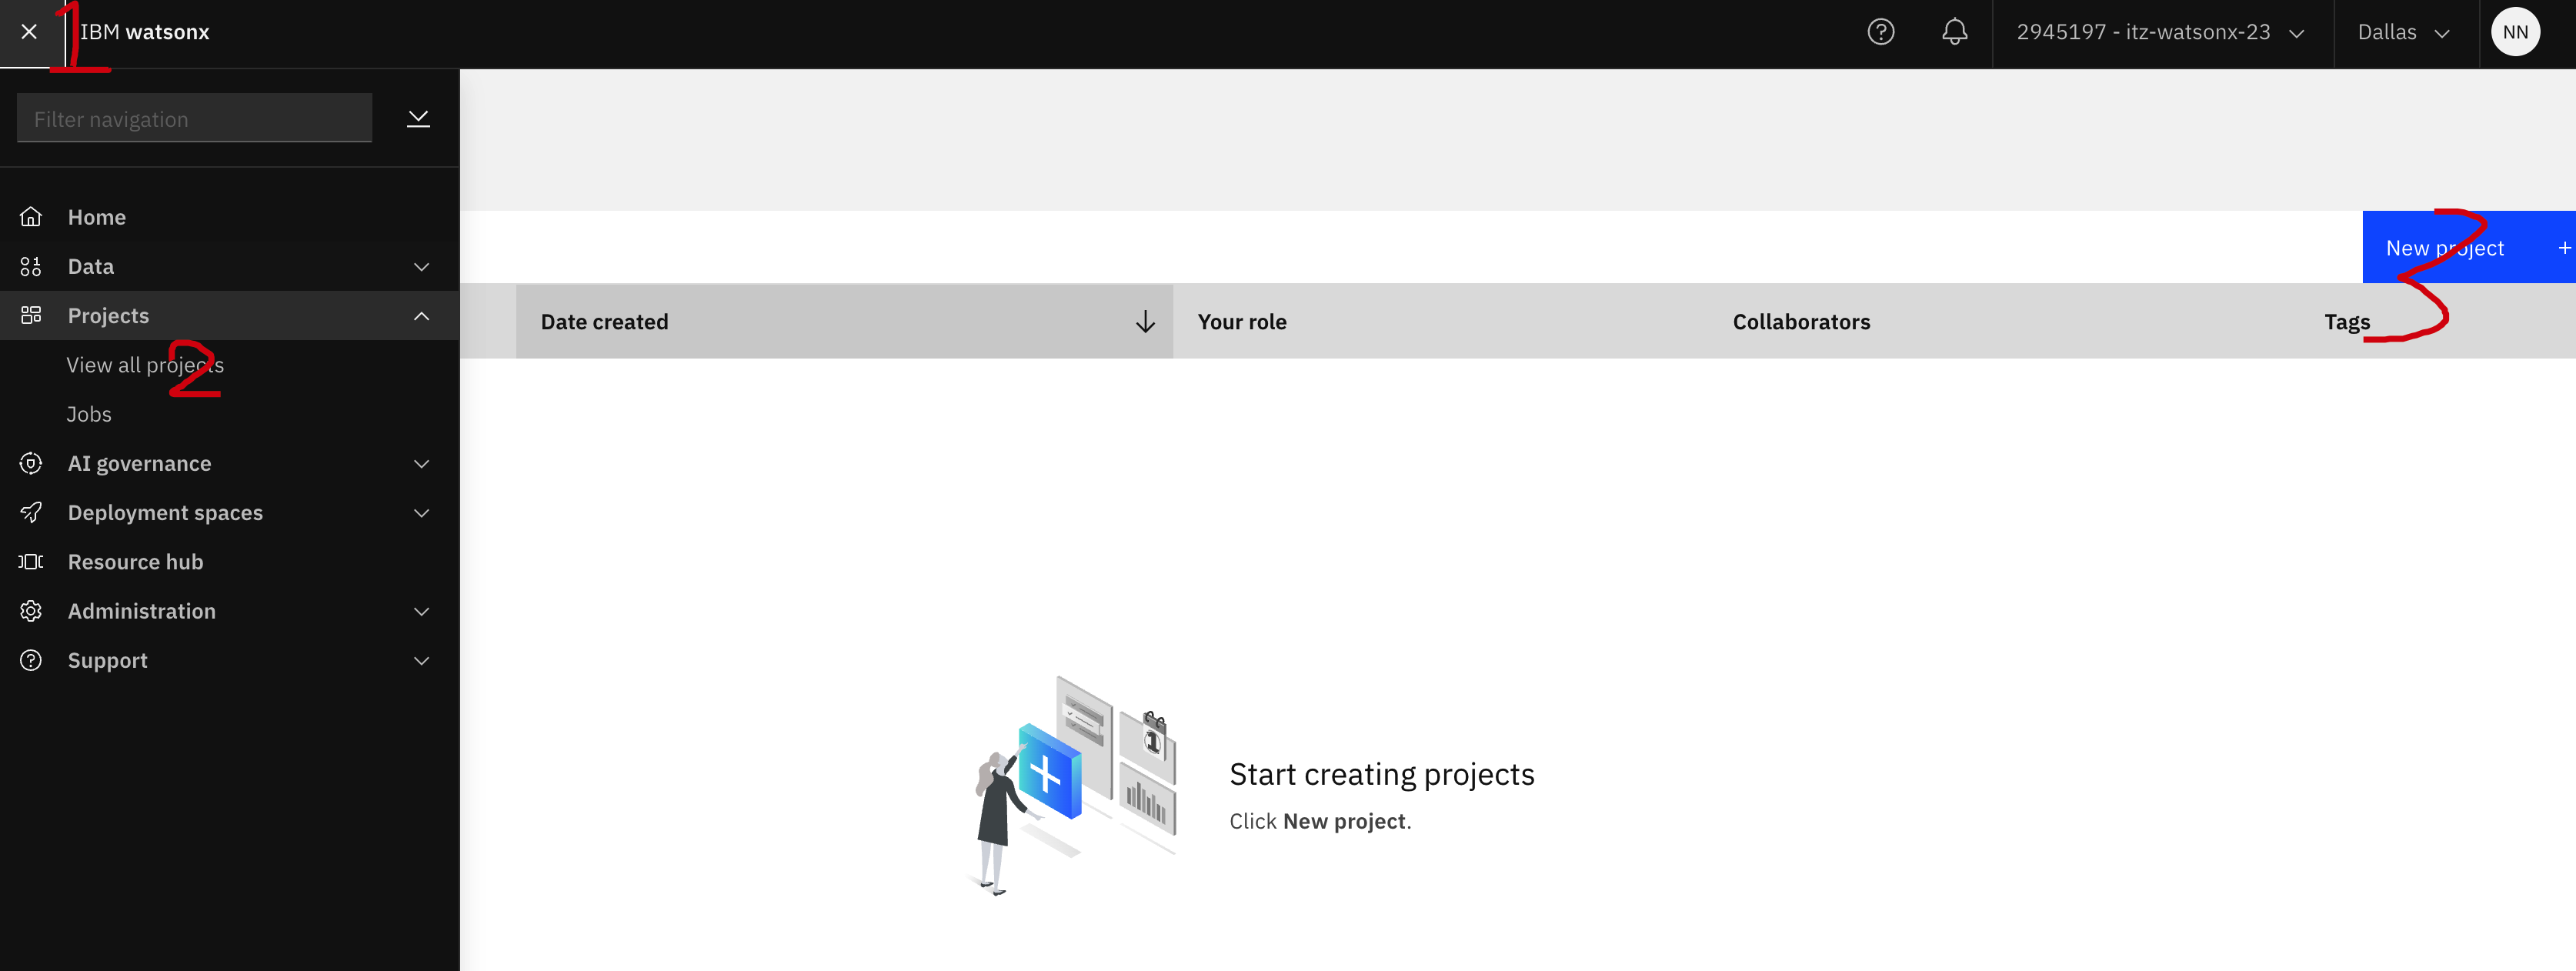 1
IBM watsonx
2945197 - itz-watsonx-23
Dallas
NN
Filter navigation
Home
Data
Projects
View all projects
2
Jobs
AI governance
Deployment spaces
Resource hub
Administration
Support
New project +
3
Date created
Your role
Collaborators
Tags
1
Start creating projects
Click New project.